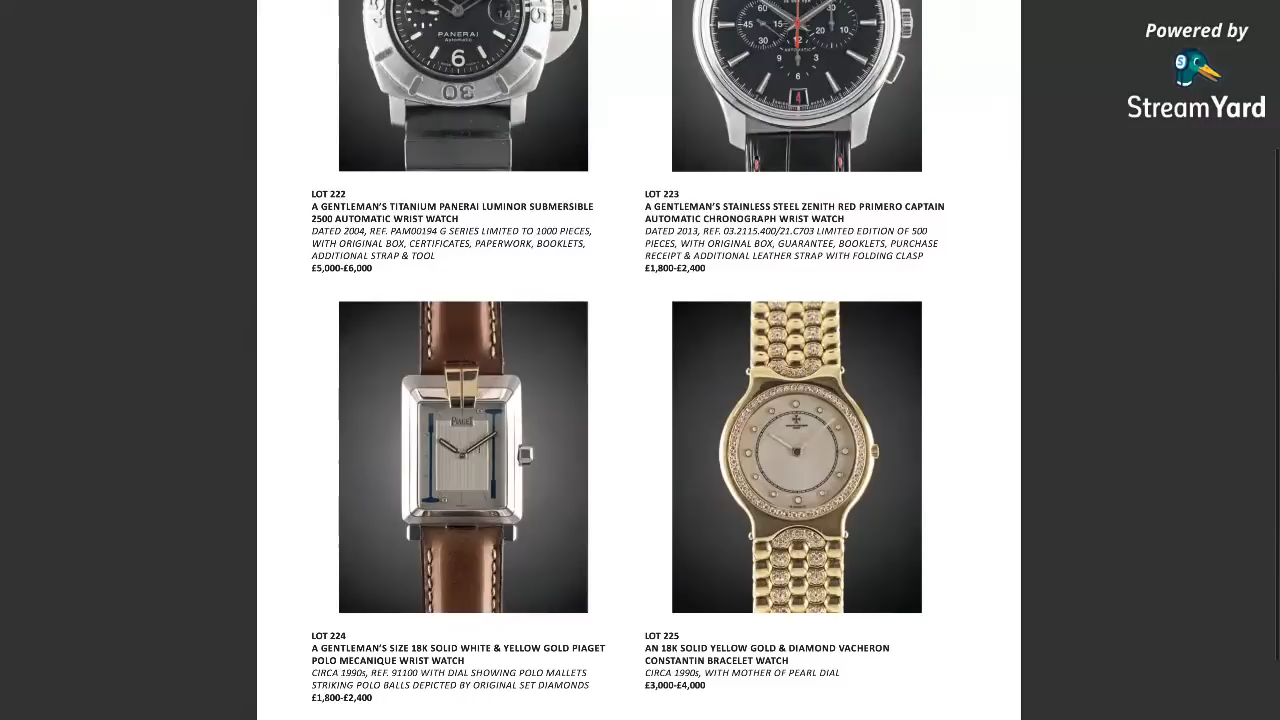 Powered by
StreamYard
PANERAI
Automatic
LOT 222
A GENTLEMAN'S TITANIUM PANERAI LUMINOR SUBMERSIBLE
2500 AUTOMATIC WRIST WATCH
DATED 2004, REF. PAM00194 G SERIES LIMITED TO 1000 PIECES,
WITH ORIGINAL BOX, CERTIFICATES, PAPERWORK, BOOKLETS,
ADDITIONAL STRAP & TOOL
£5,000-£6,000
LOT 223
A GENTLEMAN'S STAINLESS STEEL ZENITH RED PRIMERO CAPTAIN
AUTOMATIC CHRONOGRAPH WRIST WATCH
DATED 2013, REF. 03.2115.400/21.C703 LIMITED EDITION OF 500
PIECES, WITH ORIGINAL BOX, GUARANTEE, BOOKLETS, PURCHASE
RECEIPT & ADDITIONAL LEATHER STRAP WITH FOLDING CLASP
£1,800-£2,400
PIAGET
LOT 224
A GENTLEMAN'S SIZE 18K SOLID WHITE & YELLOW GOLD PIAGET
POLO MECANIQUE WRIST WATCH
CIRCA 1990s, REF. 91100 WITH DIAL SHOWING POLO MALLETS
STRIKING POLO BALLS DEPICTED BY ORIGINAL SET DIAMONDS
£1,800-£2,400
LOT 225
AN 18K SOLID YELLOW GOLD & DIAMOND VACHERON
CONSTANTIN BRACELET WATCH
CIRCA 1990s, WITH MOTHER OF PEARL DIAL
£3,000-£4,000